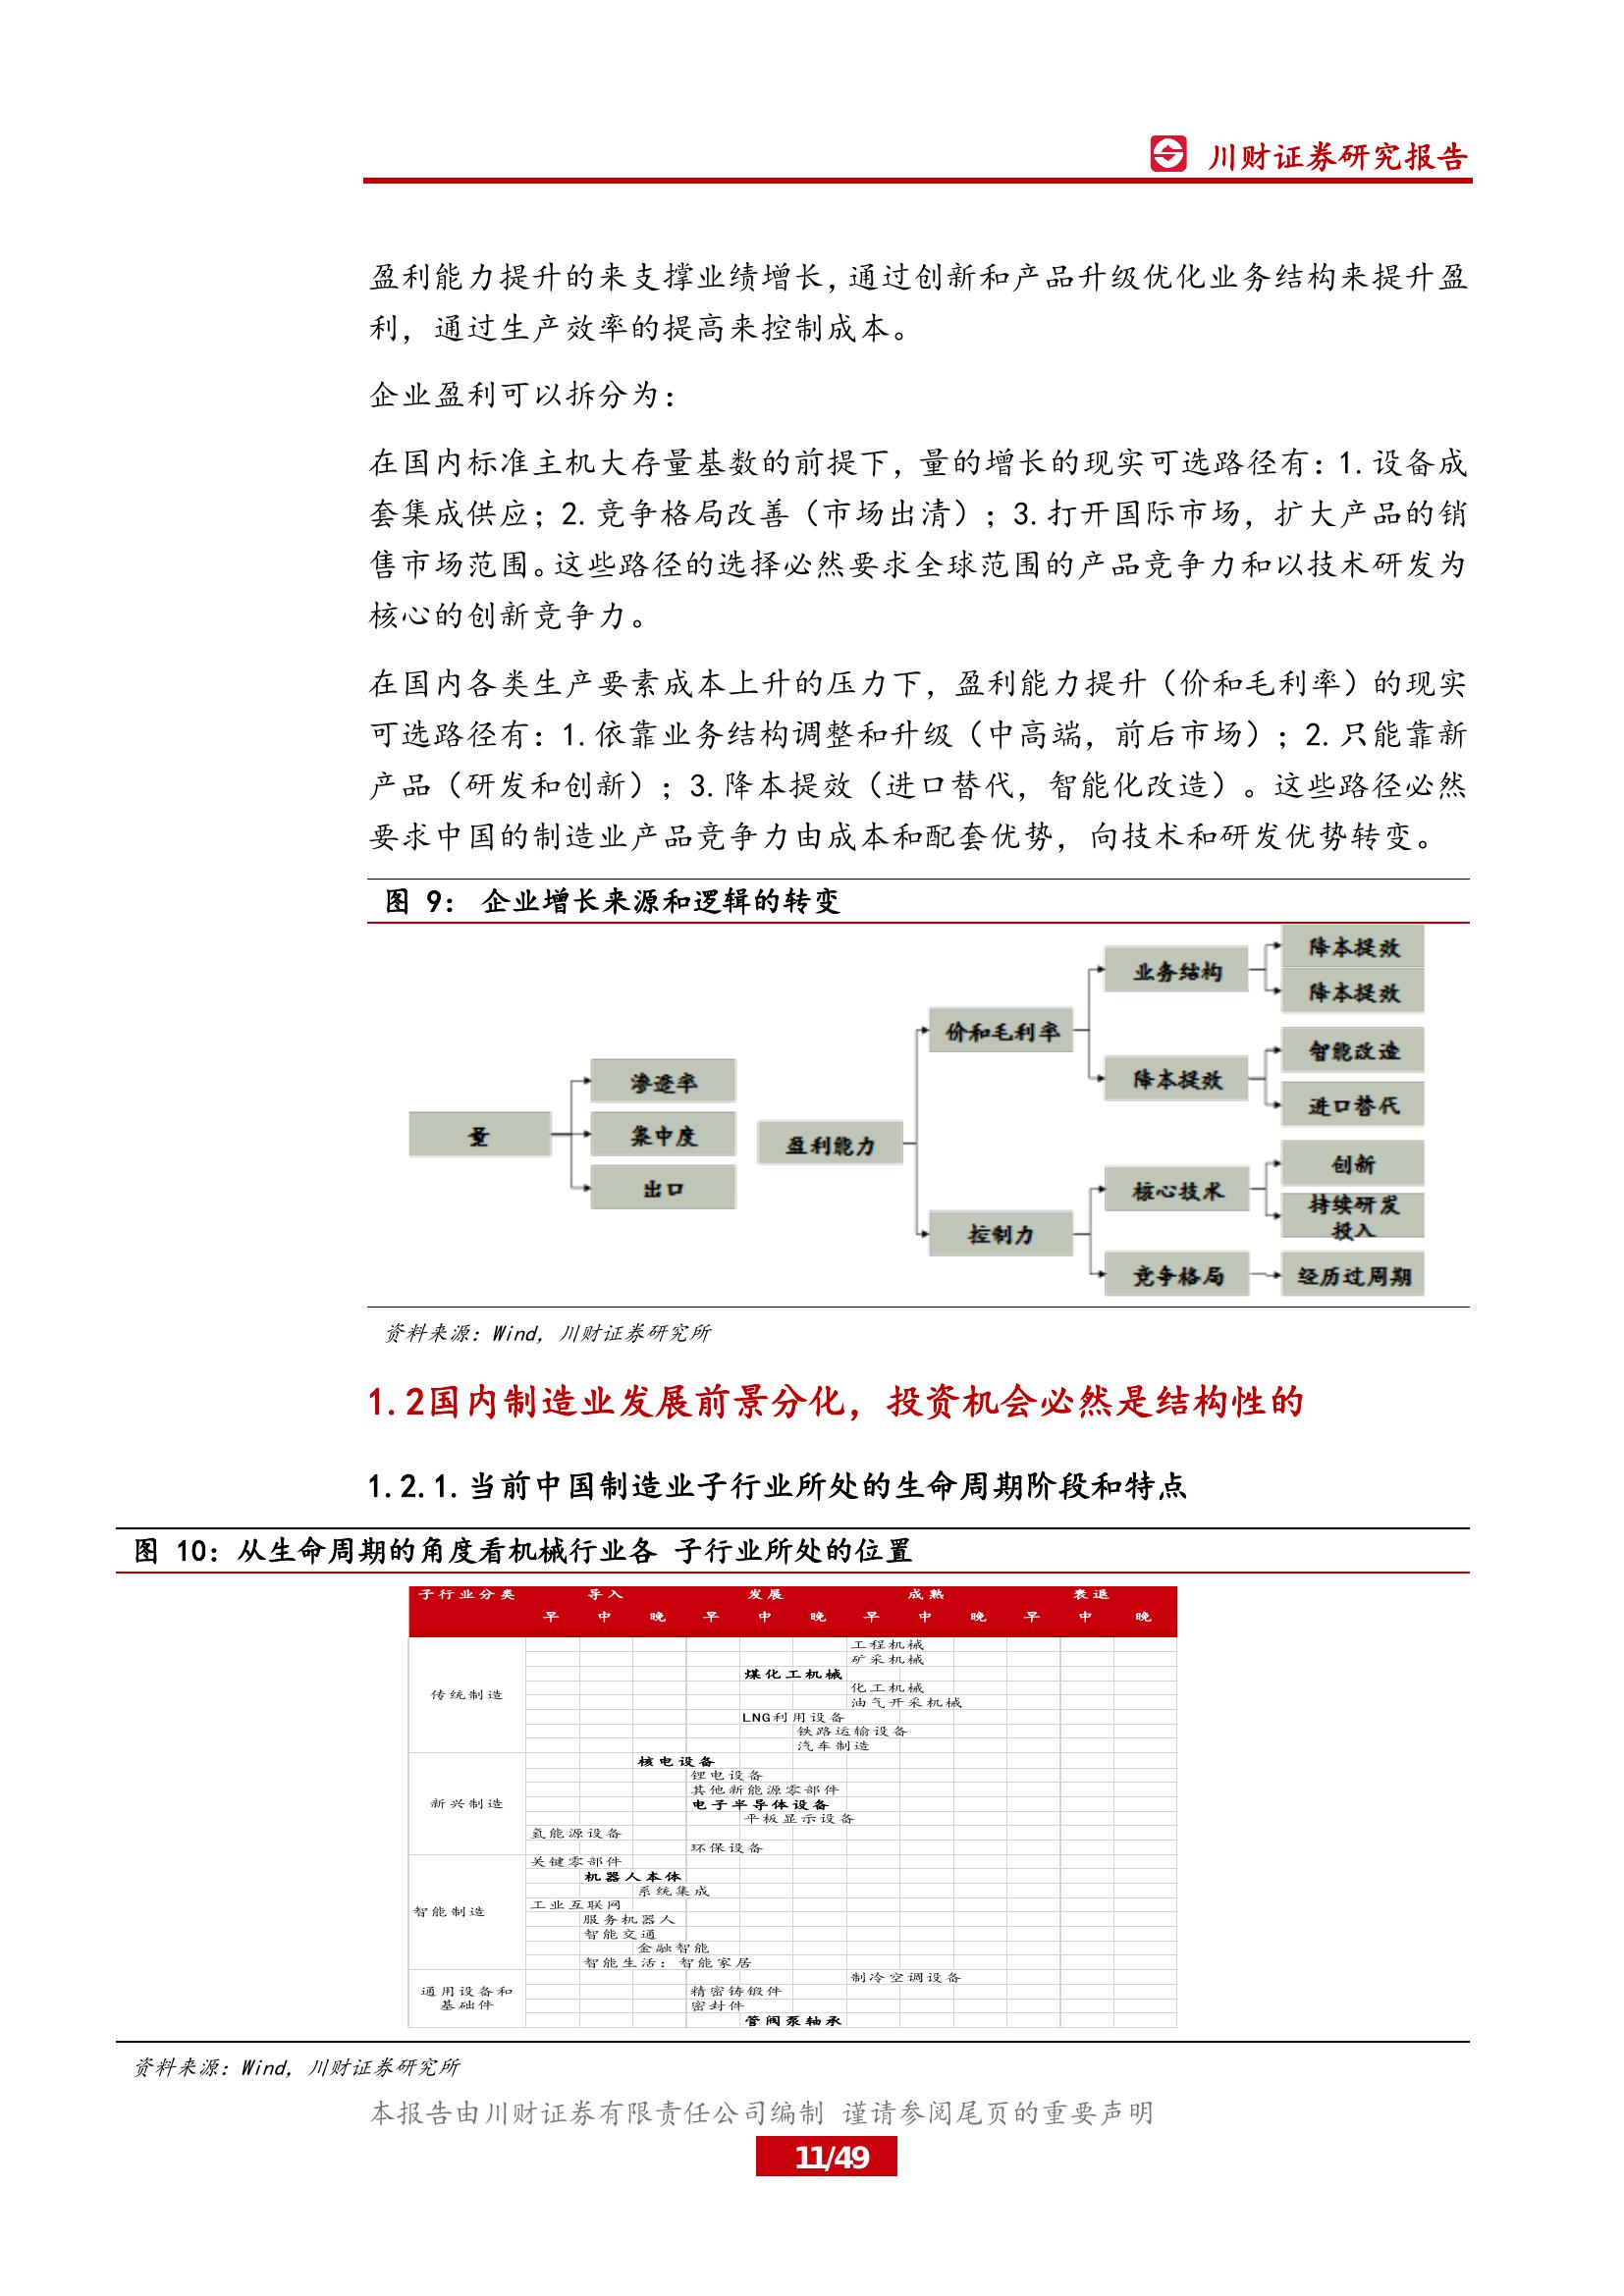 川财证券研究报告
盈利能力提升的来支撑业绩增长，通过创新和产品升级优化业务结构来提升盈
利，通过生产效率的提高来控制成本。
企业盈利可以拆分为：
在国内标准主机大存量基数的前提下，量的增长的现实可选路径有：1.设备成
套集成供应；2.竞争格局改善（市场出清）；3.打开国际市场，扩大产品的销
售市场范围。这些路径的选择必然要求全球范围的产品竞争力和以技术研发为
核心的创新竞争力。
在国内各类生产要素成本上升的压力下，盈利能力提升（价和毛利率）的现实
可选路径有：1.依靠业务结构调整和升级（中高端，前后市场）；2.只能靠新
产品（研发和创新）；3.降本提效（进口替代，智能化改造）。这些路径必然
要求中国的制造业产品竞争力由成本和配套优势，向技术和研发优势转变。
图 9： 企业增长来源和逻辑的转变
量
渗透率
集中度
出口
盈利能力
价和毛利率
控制力
业务结构
降本提效
核心技术
竞争格局
降本提效
降本提效
智能改造
进口替代
创新
持续研发
投入
经历过周期
资料来源：Wind，川财证券研究所
1.2国内制造业发展前景分化，投资机会必然是结构性的
1.2.1.当前中国制造业子行业所处的生命周期阶段和特点
图 10：从生命周期的角度看机械行业各 子行业所处的位置
子行业分类 导入 发展 成熟 衰退
早 中 晚 早 中 晚 早 中 晚 早 中 晚
传统制造
工程机械
矿采机械
煤化工机械
化工机械
油气开采机械
LNG利用设备
铁路运输设备
汽车制造
新兴制造
核电设备
锂电设备
其他新能源零部件
电子半导体设备
平板显示设备
氢能源设备
环保设备
智能制造
关键零部件
机器人本体
系统集成
工业互联网
服务机器人
智能交通
金融智能
智能生活：智能家居
通用设备和
基础件
制冷空调设备
精密铸锻件
密封件
管阀泵轴承
资料来源：Wind，川财证券研究所
本报告由川财证券有限责任公司编制 谨请参阅尾页的重要声明
11/49